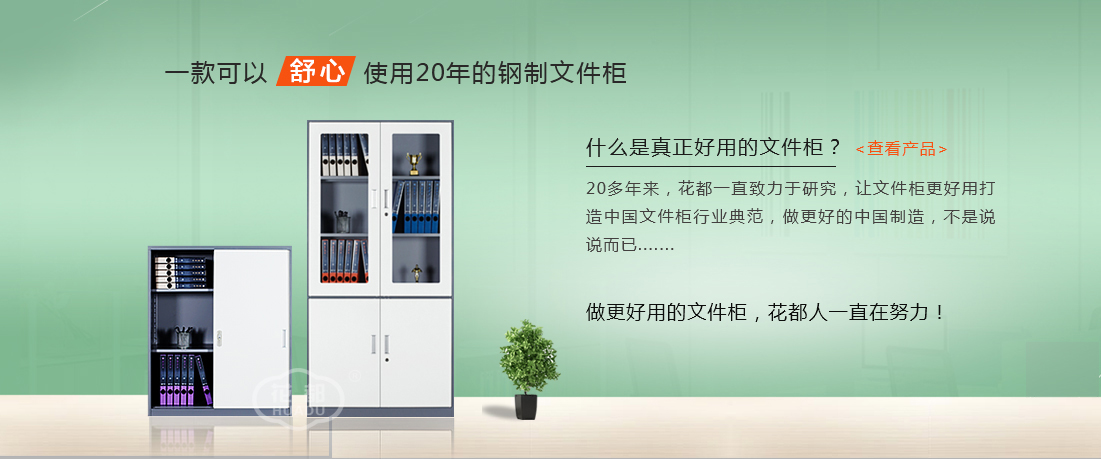 一款可以 舒心 使用20年的钢制文件柜
什么是真正好用的文件柜？ <查看产品>
20多年来，花都一直致力于研究，让文件柜更好用打
造中国文件柜行业典范，做更好的中国制造，不是说
说而已.......
做更好用的文件柜，花都人一直在努力！
花都
HUADU